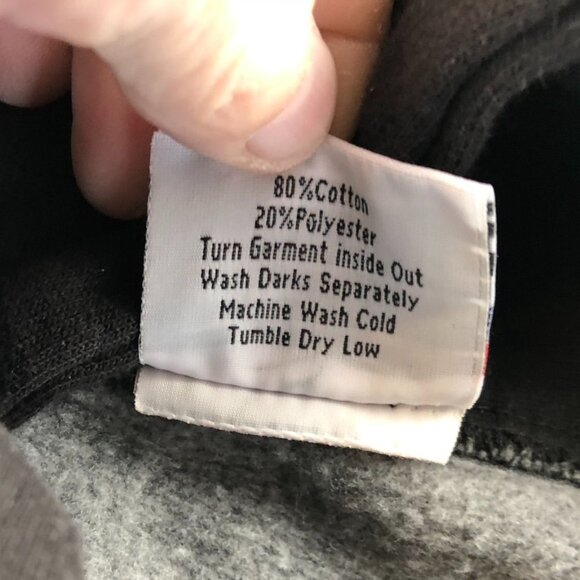 80%Cotton
20%Polyester
Turn Garment inside Out
Wash Darks Separately
Machine Wash Cold
Tumble Dry Low